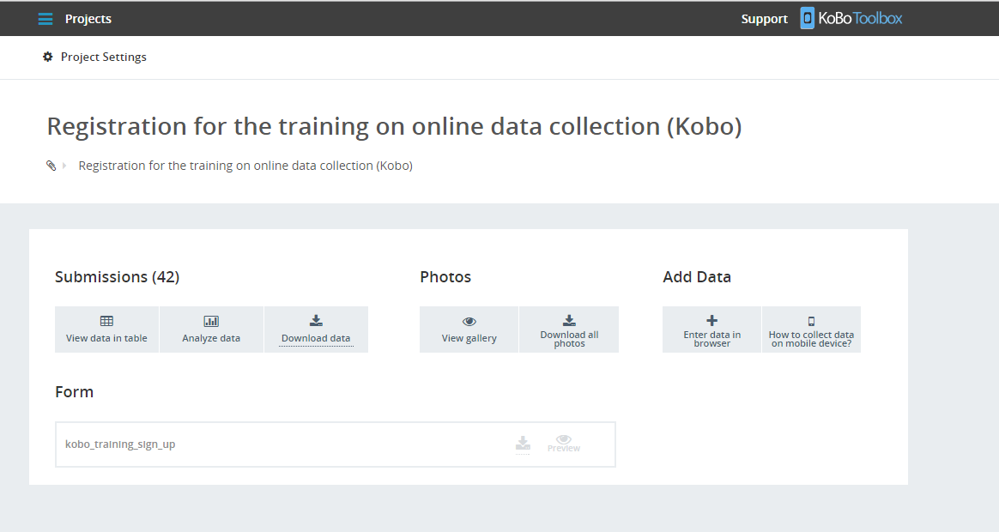 Projects
Support
KoBoToolbox
Project Settings
Registration for the training on online data collection (Kobo)
Registration for the training on online data collection (Kobo)
Submissions (42)
Photos
Add Data
View data in table
Analyze data
Download data
View gallery
Download all
photos
Enter data in
browser
How to collect data
on mobile device?
Form
kobo_training_sign_up
Preview